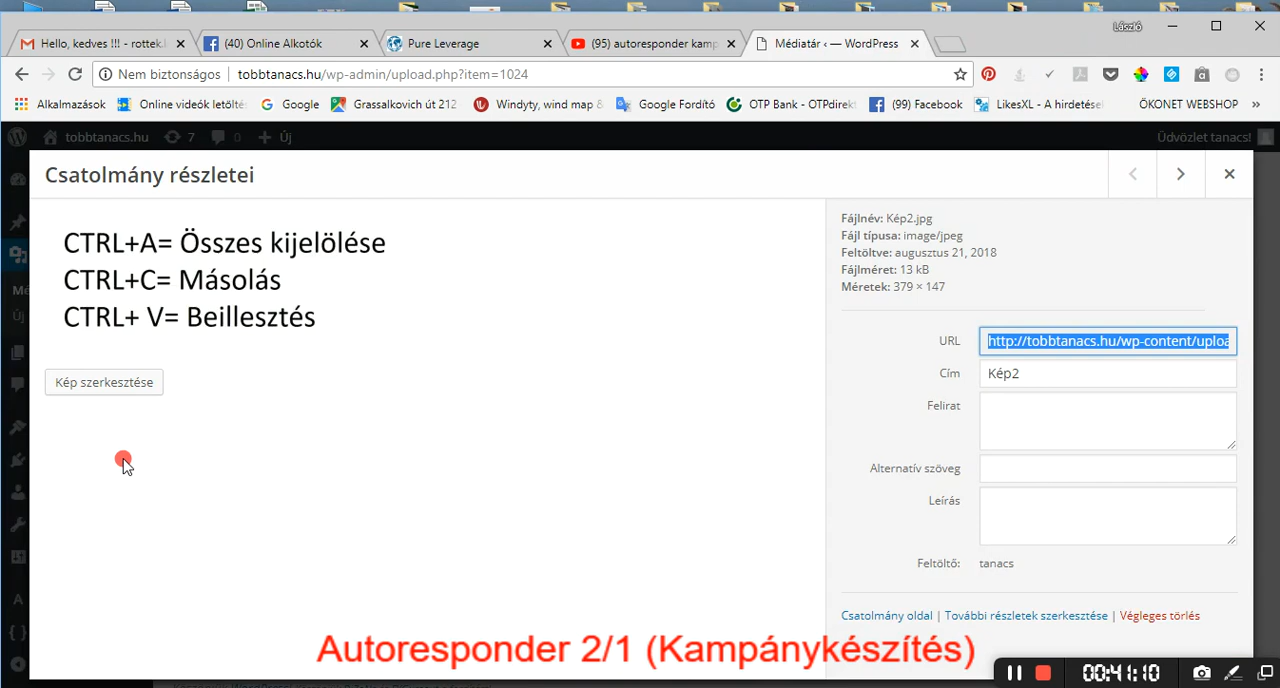 László
Hello, kedves !!! - rottek.l
(40) Online Alkotók
Pure Leverage
(95) autoresponder kamp
Médiatár ‹ — WordPress
Nem biztonságos
tobbtanacs.hu/wp-admin/upload.php?item=1024
Alkalmazások
Online videók letölté
Google
Grassalkovich út 212
Windyty, wind map &
Google Fordító
OTP Bank - OTPdirekt
(99) Facebook
LikesXL - A hirdetése
ÖKONET WEBSHOP
»
tobbtanacs.hu
7
0
Új
Üdvözlet tanacs!
Csatolmány részletei
CTRL+A= Összes kijelölése
CTRL+C= Másolás
CTRL+ V= Beillesztés
Kép szerkesztése
Mé
Új
Fájlnév: Kép2.jpg
Fájl típusa: image/jpeg
Feltöltve: augusztus 21, 2018
Fájlméret: 13 kB
Méretek: 379 × 147
URL
http://tobbtanacs.hu/wp-content/uploa
Cím
Kép2
Felirat
Alternatív szöveg
Leírás
Feltöltő:
tanacs
Csatolmány oldal | További részletek szerkesztése | Végleges törlés
Autoresponder 2/1 (Kampánykészítés)
00:41:10